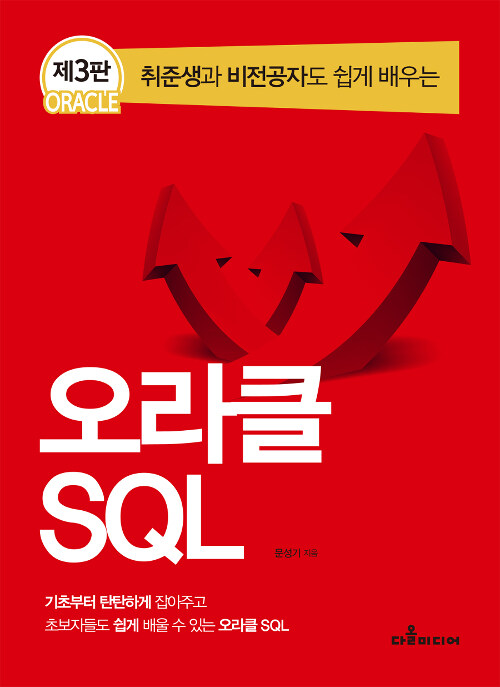 제3판
ORACLE
취준생과 비전공자도 쉽게 배우는
오라클
SQL
지음
기초부터 탄탄하게 잡아주고
초보자들도 쉽게 배울 수 있는 오라클 SQL
다올미디어